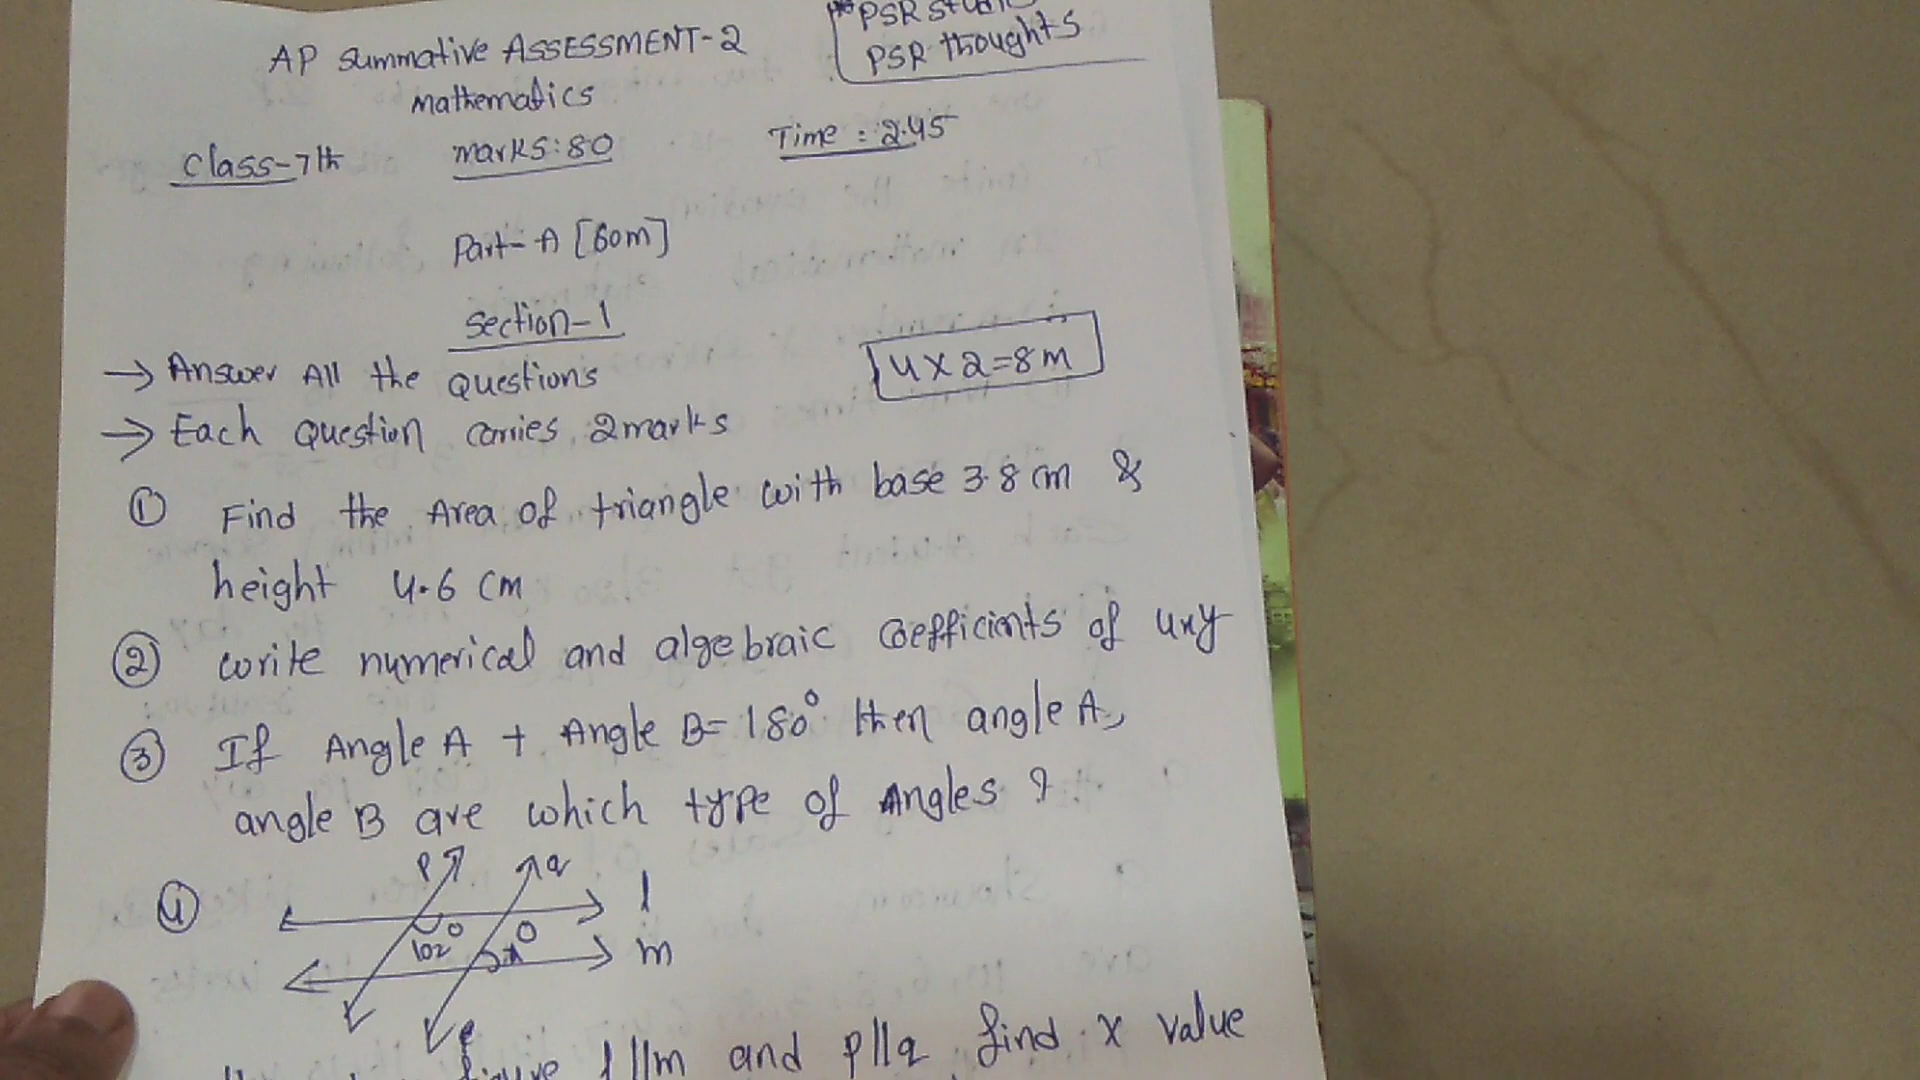 PSR
PSR thoughts
AP Summative ASSESSMENT-2
Mathematics
Class-7th marks:80 Time : 2.45
Part-A [60m]
Section-1
→ Answer All the Questions
4 X 2=8m
→ Each Question carries 2marks
① Find the Area of triangle with base 3.8 cm &
height 4.6 cm
② write numerical and algebraic coefficients of 4xy
③ If Angle A + Angle B= 180° then angle A,
angle B are which type of Angles ?
④
P q
l
102° x°
m
figure l||m and p||q find x value